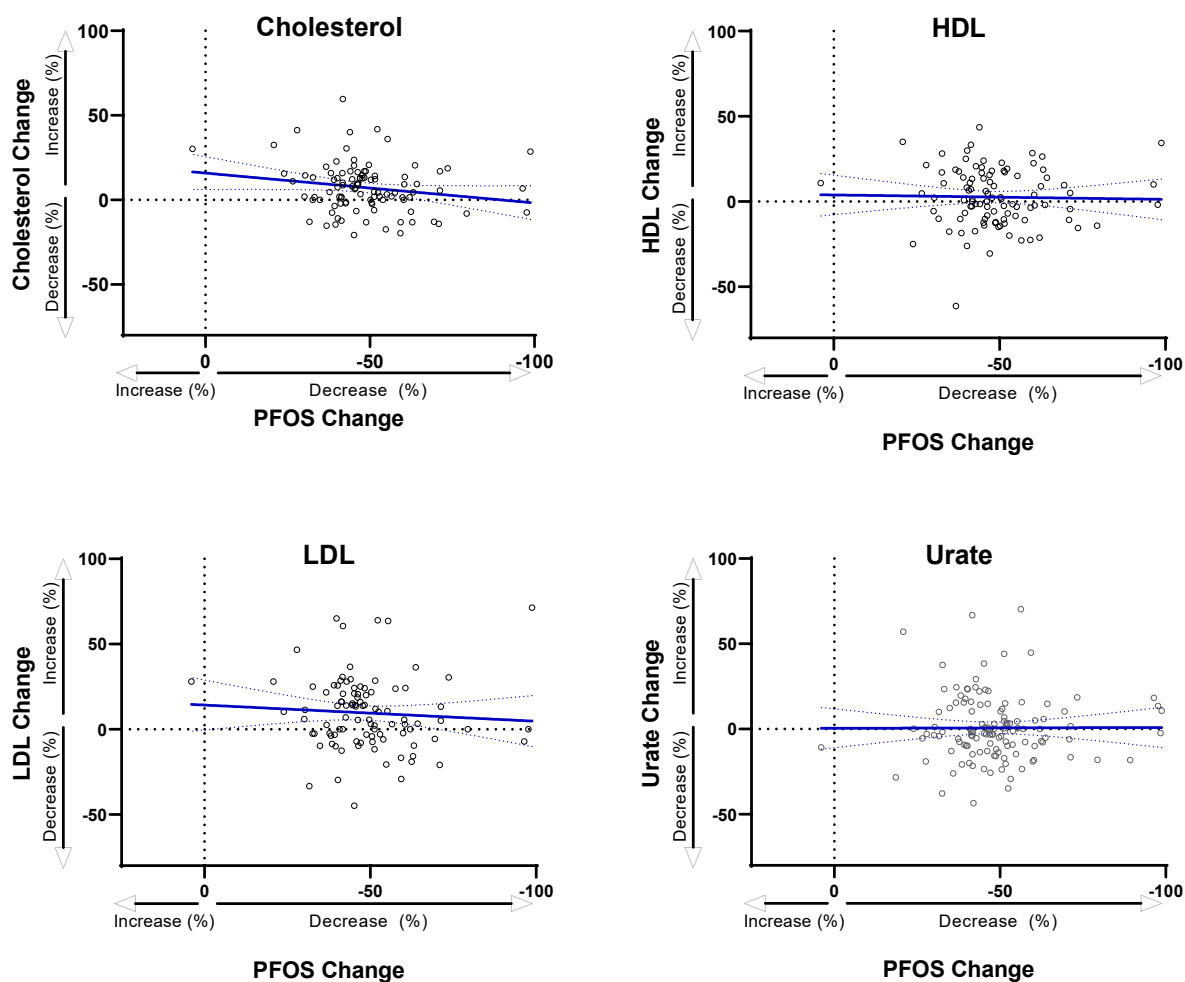 Cholesterol
Cholesterol Change
Decrease (%) Increase (%)
100
50
0
-50
0 -50 -100
Increase (%) Decrease (%)
PFOS Change
HDL
HDL Change
Decrease (%) Increase (%)
100
50
0
-50
0 -50 -100
Increase (%) Decrease (%)
PFOS Change
LDL
LDL Change
Decrease (%) Increase (%)
100
50
0
-50
0 -50 -100
Increase (%) Decrease (%)
PFOS Change
Urate
Urate Change
Decrease (%) Increase (%)
100
50
0
-50
0 -50 -100
Increase (%) Decrease (%)
PFOS Change